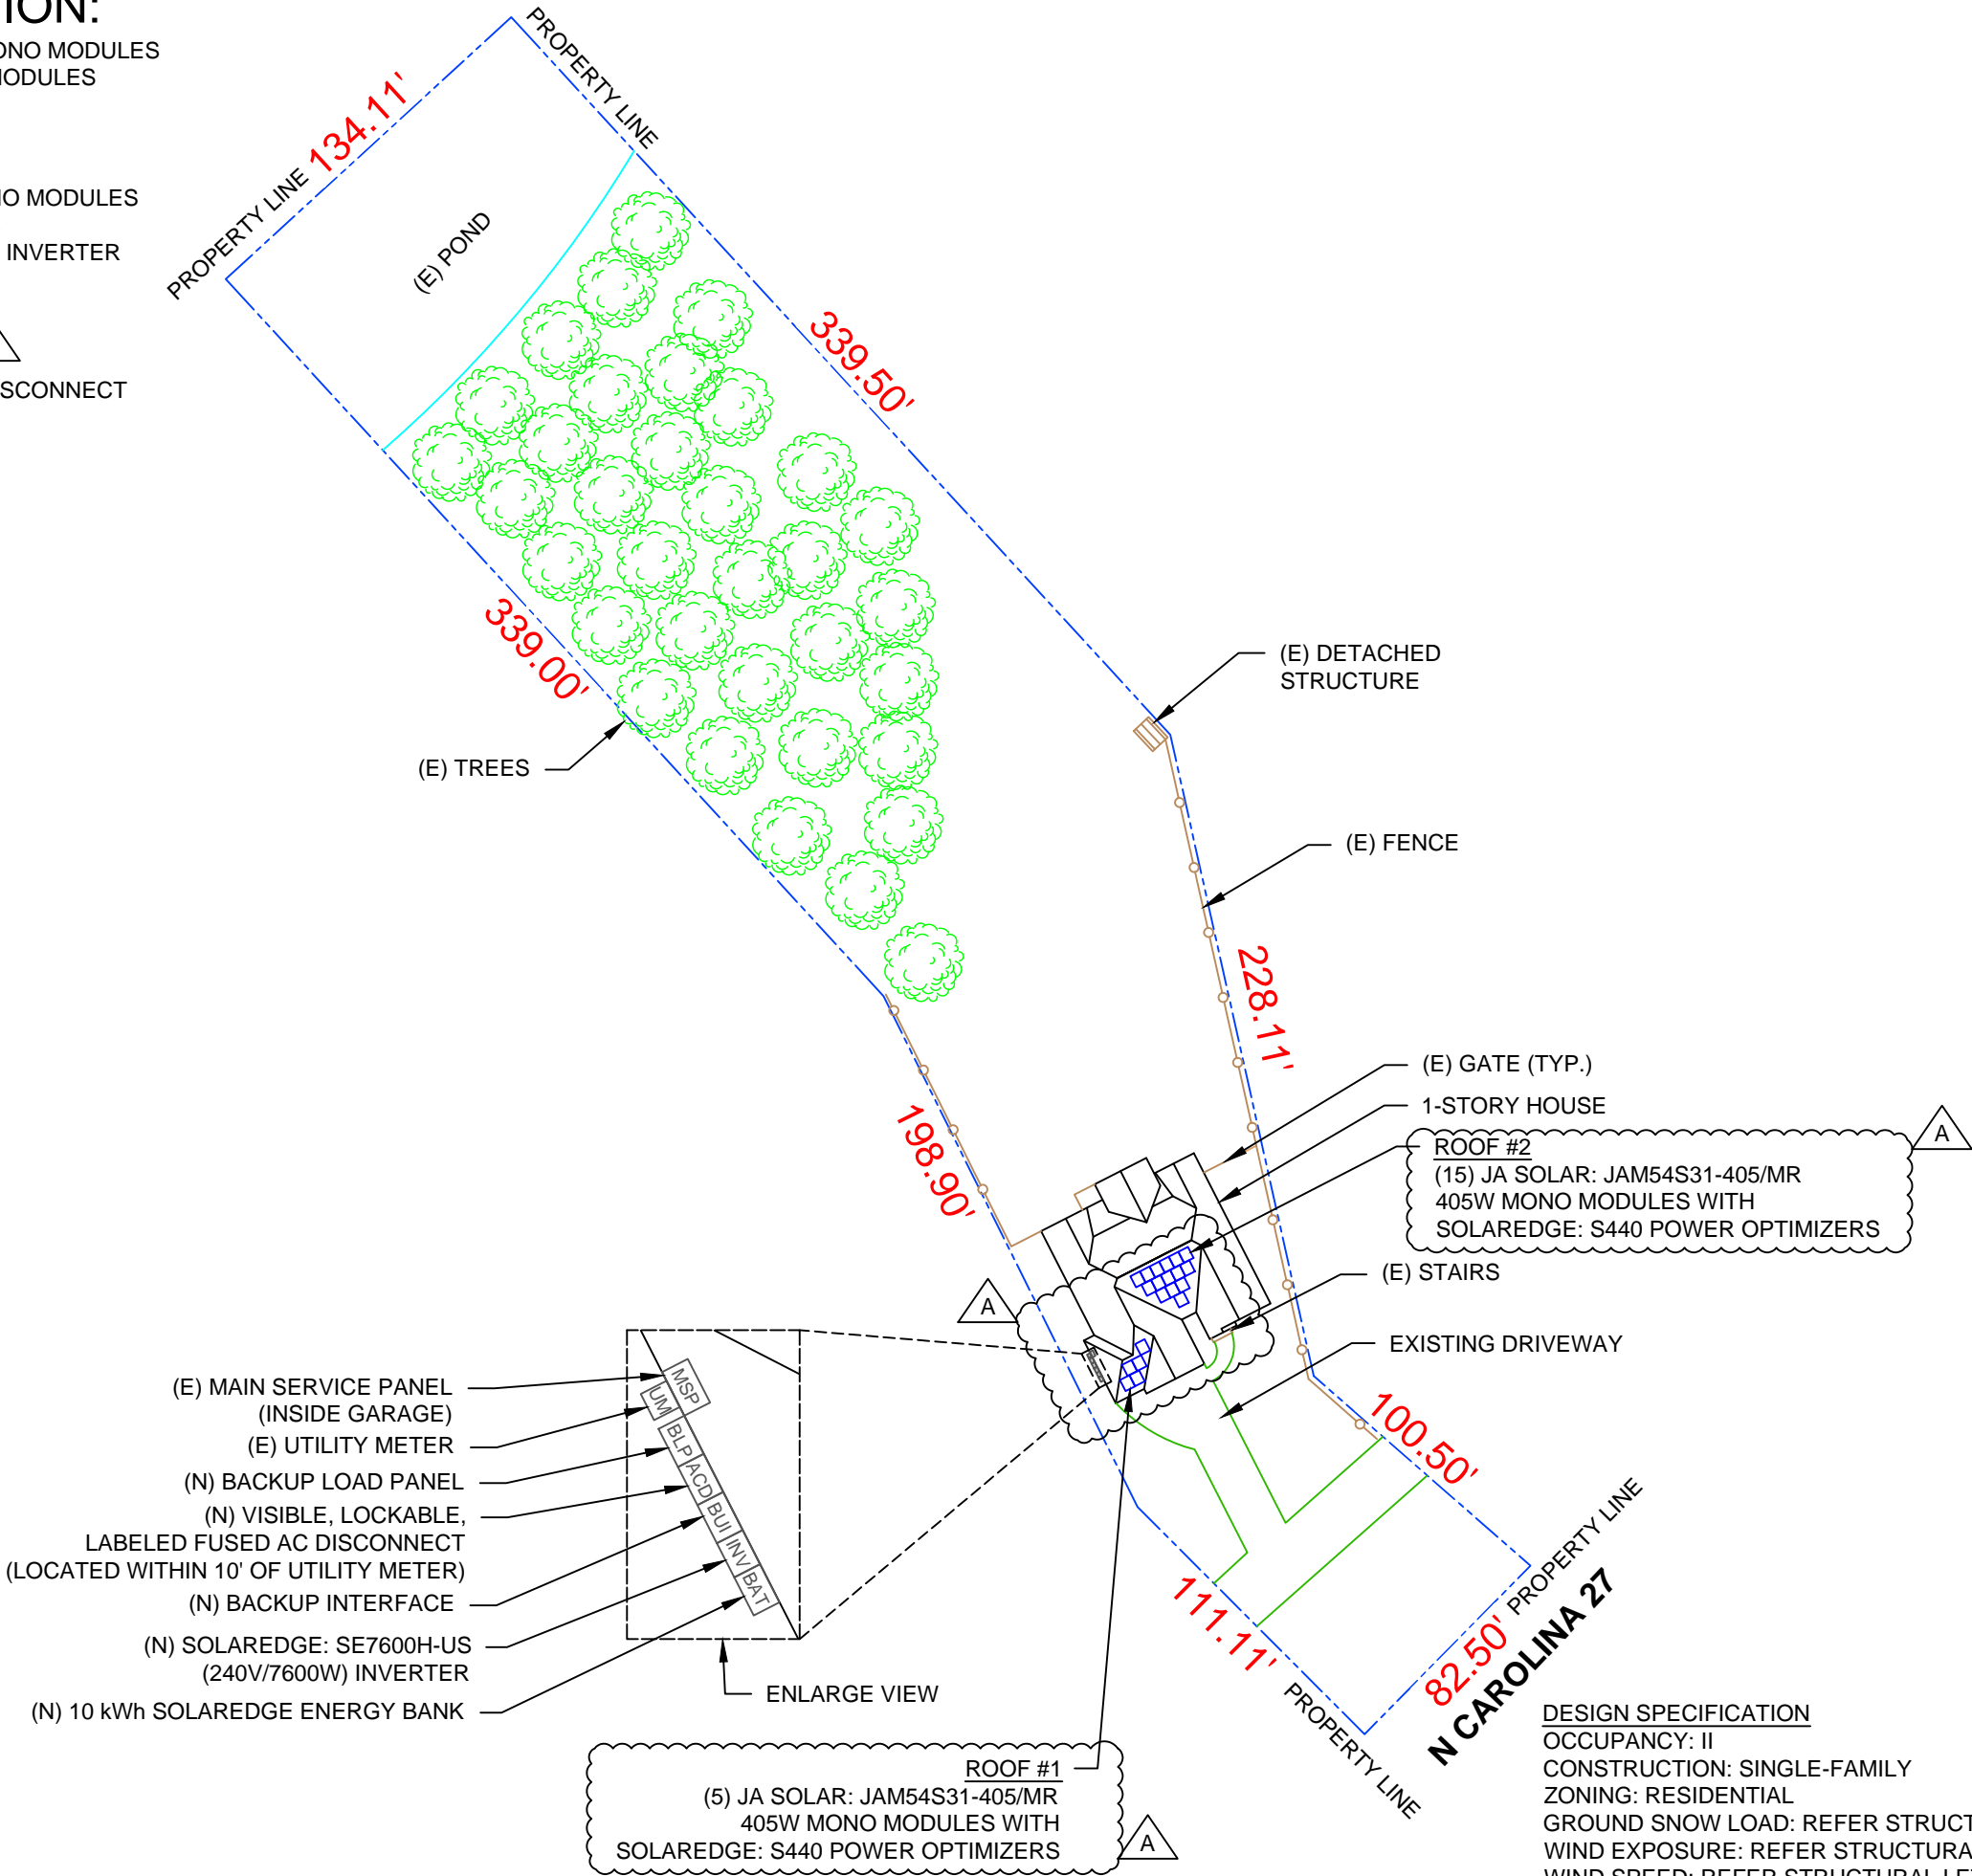 ION:
ONO MODULES
MODULES
NO MODULES
INVERTER
SCONNECT
PROPERTY LINE
134.11'
PROPERTY LINE
(E) POND
339.50'
339.00'
(E) TREES
(E) DETACHED
STRUCTURE
(E) FENCE
228.11'
198.90'
(E) GATE (TYP.)
1-STORY HOUSE
A
ROOF #2
(15) JA SOLAR: JAM54S31-405/MR
405W MONO MODULES WITH
SOLAREDGE: S440 POWER OPTIMIZERS
(E) STAIRS
A
EXISTING DRIVEWAY
(E) MAIN SERVICE PANEL
(INSIDE GARAGE)
(E) UTILITY METER
(N) BACKUP LOAD PANEL
(N) VISIBLE, LOCKABLE,
LABELED FUSED AC DISCONNECT
(LOCATED WITHIN 10' OF UTILITY METER)
(N) BACKUP INTERFACE
(N) SOLAREDGE: SE7600H-US
(240V/7600W) INVERTER
(N) 10 kWh SOLAREDGE ENERGY BANK
MSP
UM
BLP
ACD
BUI
INV
BAT
ENLARGE VIEW
100.50'
PROPERTY LINE
111.11'
82.50'
N CAROLINA 27
PROPERTY LINE
ROOF #1
(5) JA SOLAR: JAM54S31-405/MR
405W MONO MODULES WITH
SOLAREDGE: S440 POWER OPTIMIZERS
A
DESIGN SPECIFICATION
OCCUPANCY: II
CONSTRUCTION: SINGLE-FAMILY
ZONING: RESIDENTIAL
GROUND SNOW LOAD: REFER STRUCT
WIND EXPOSURE: REFER STRUCTURA
WIND SPEED: REFER STRUCTURAL LE